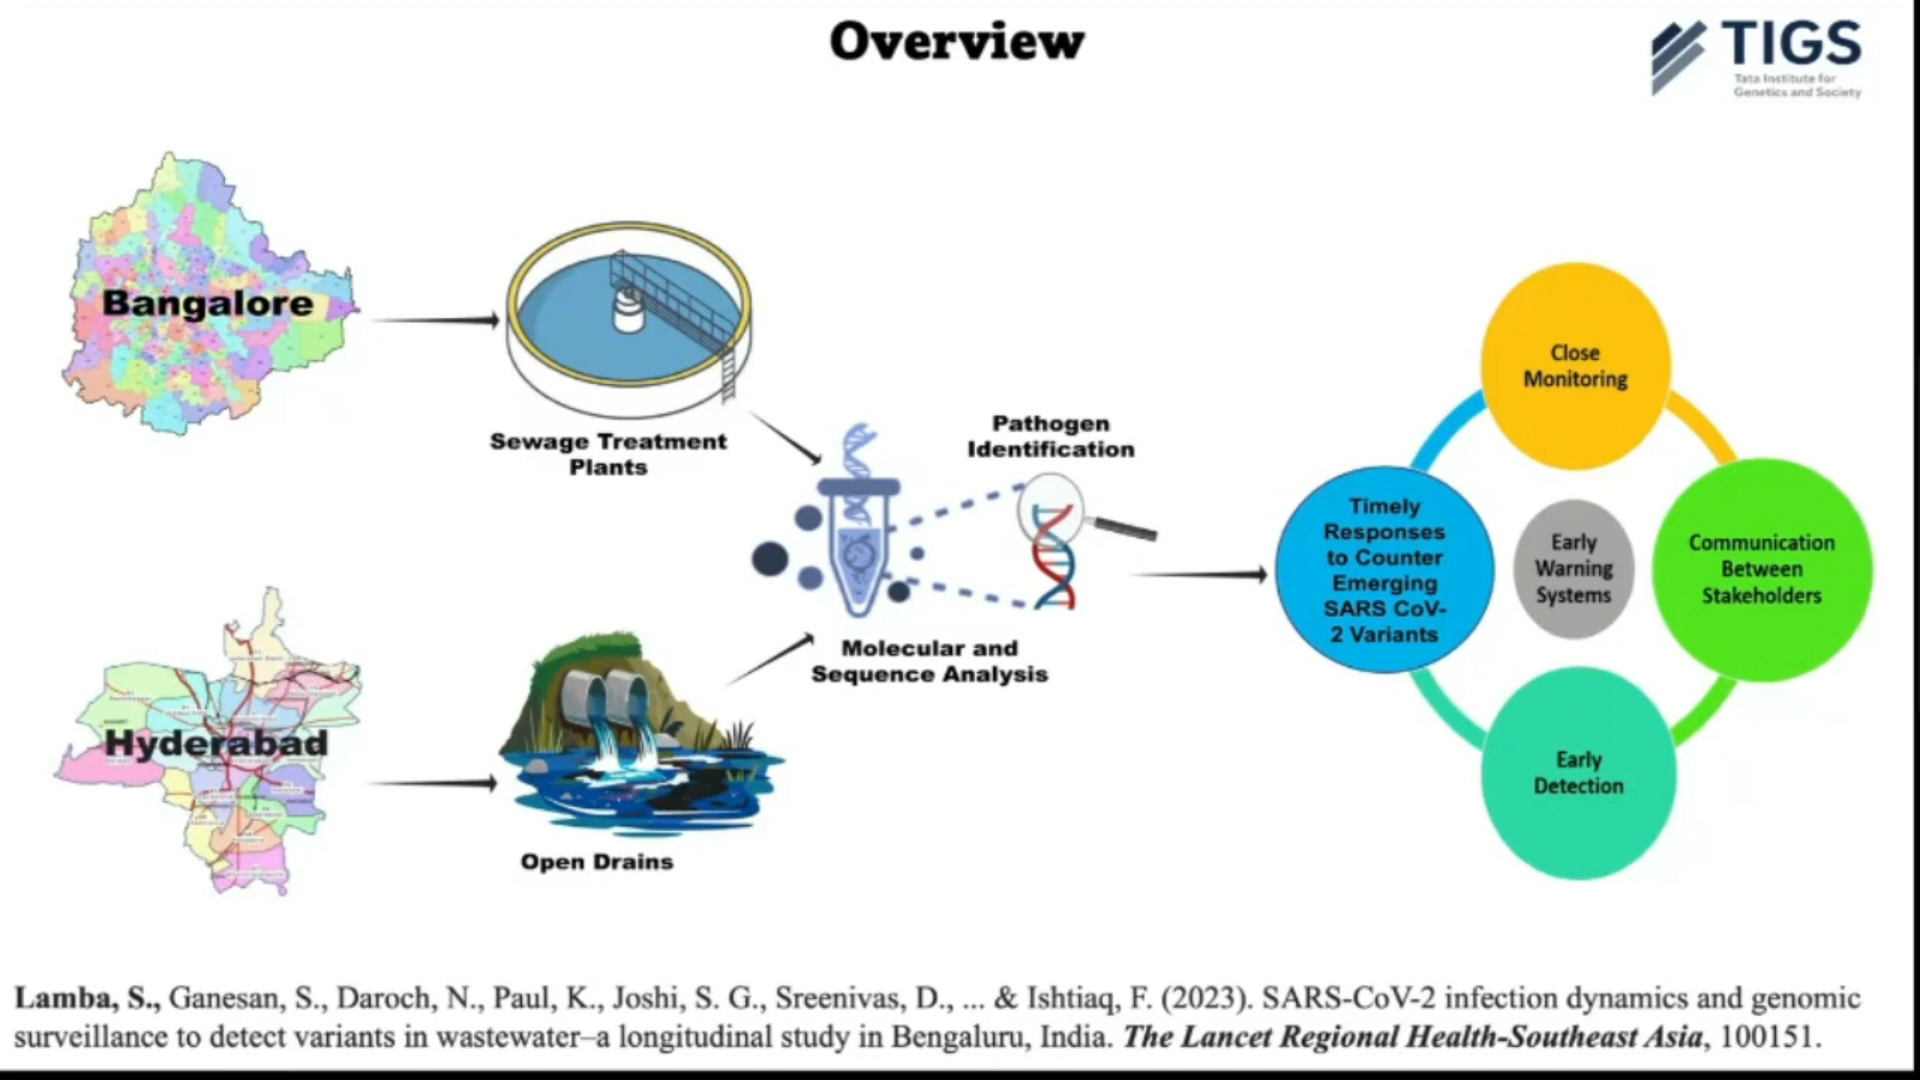 Overview
TIGS
Tata Institute for
Genetics and Society
Bangalore
Sewage Treatment
Plants
Pathogen
Identification
Molecular and
Sequence Analysis
Hyderabad
Open Drains
Close
Monitoring
Timely
Responses
to Counter
Emerging
SARS CoV-
2 Variants
Early
Warning
Systems
Communication
Between
Stakeholders
Early
Detection
Lamba, S., Ganesan, S., Daroch, N., Paul, K., Joshi, S. G., Sreenivas, D., ... & Ishtiaq, F. (2023). SARS-CoV-2 infection dynamics and genomic
surveillance to detect variants in wastewater–a longitudinal study in Bengaluru, India. The Lancet Regional Health-Southeast Asia, 100151.